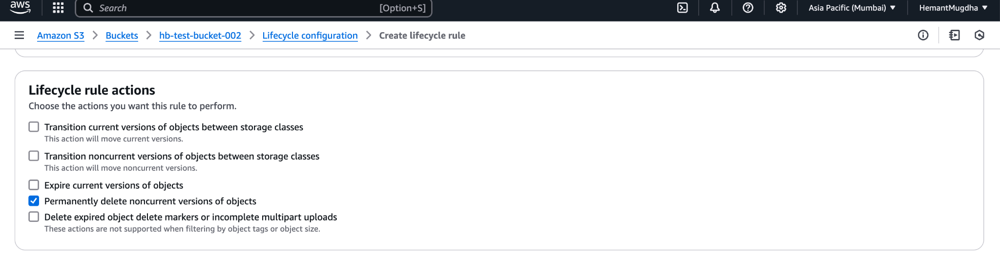 aws Search [Option+S] Asia Pacific (Mumbai) HemantMugdha
Amazon S3 Buckets hb-test-bucket-002 Lifecycle configuration Create lifecycle rule
Lifecycle rule actions
Choose the actions you want this rule to perform.
Transition current versions of objects between storage classes
This action will move current versions.
Transition noncurrent versions of objects between storage classes
This action will move noncurrent versions.
Expire current versions of objects
Permanently delete noncurrent versions of objects
Delete expired object delete markers or incomplete multipart uploads
These actions are not supported when filtering by object tags or object size.